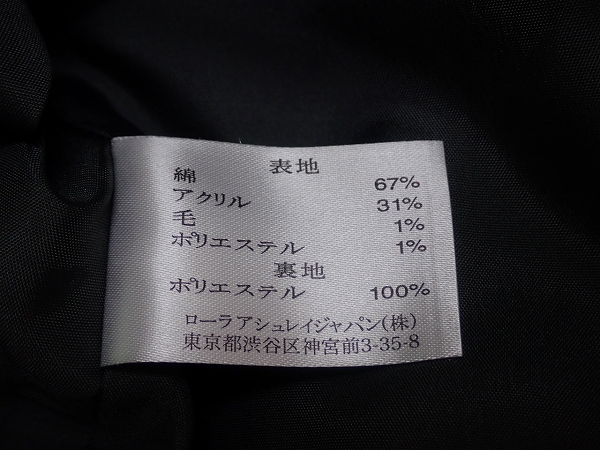 表地
綿 67%
アクリル 31%
毛 1%
ポリエステル 1%
裏地
ポリエステル 100%
ローラアシュレイジャパン(株)
東京都渋谷区神宮前3-35-8